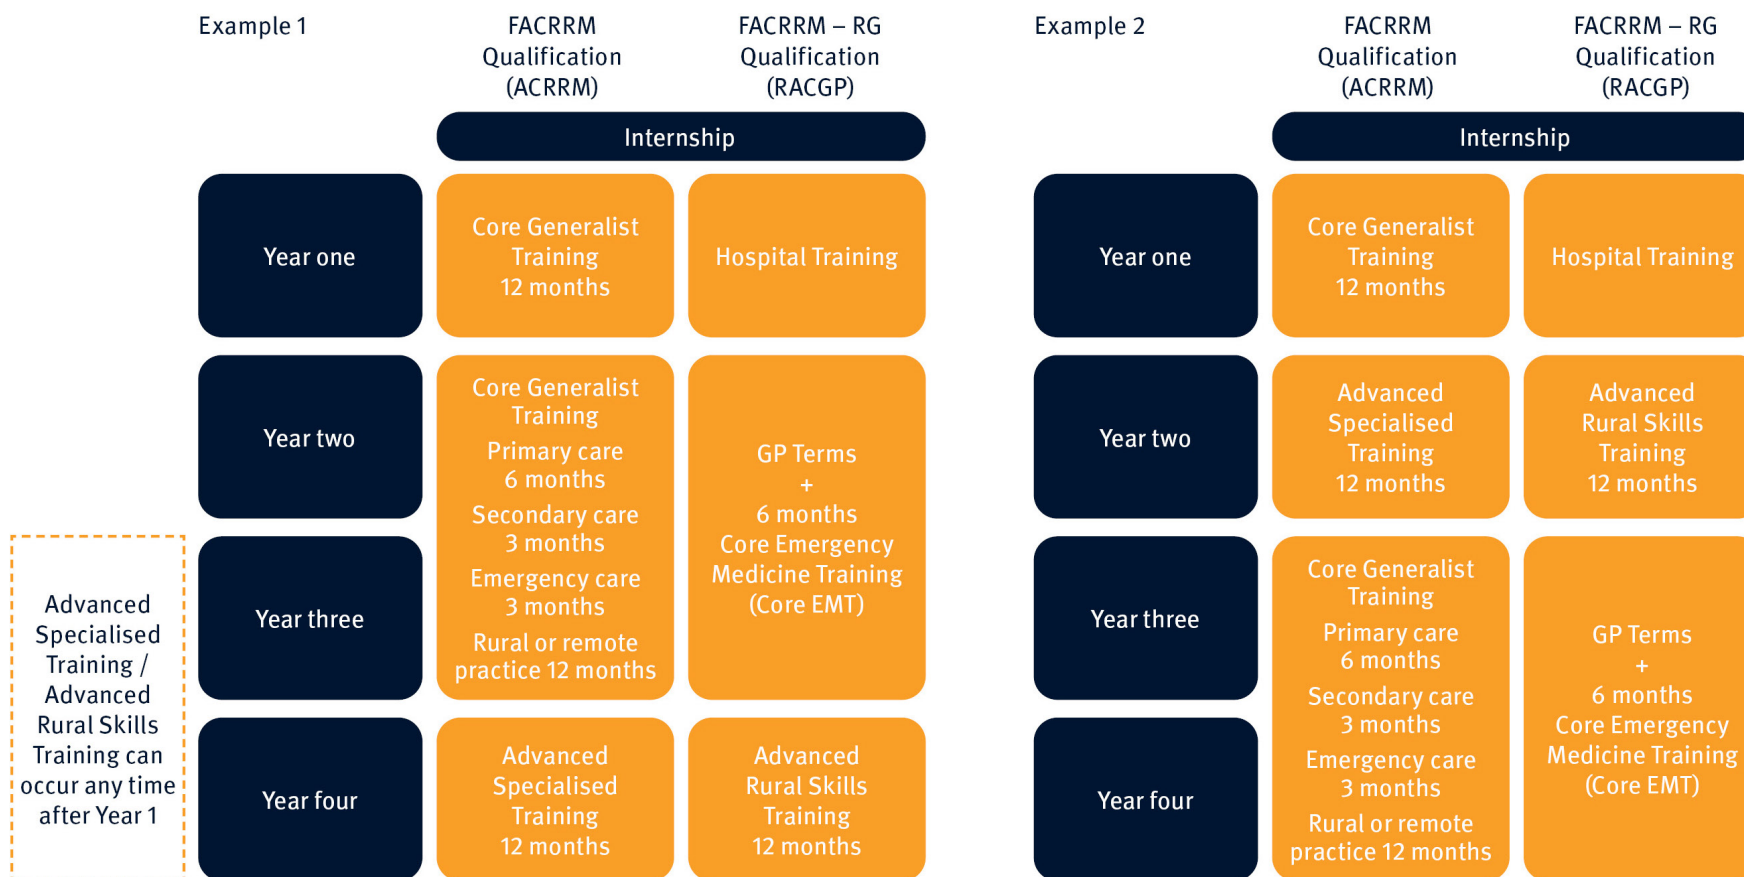 Example 1
FACRRM
Qualification
(ACRRM)
FACRRM – RG
Qualification
(RACGP)
Internship
Year one
Core Generalist
Training
12 months
Hospital Training
Year two
Year three
Core Generalist
Training
Primary care
6 months
Secondary care
3 months
Emergency care
3 months
Rural or remote
practice 12 months
GP Terms
+
6 months
Core Emergency
Medicine Training
(Core EMT)
Year four
Advanced
Specialised
Training
12 months
Advanced
Rural Skills
Training
12 months
Advanced
Specialised
Training /
Advanced
Rural Skills
Training can
occur any time
after Year 1
Example 2
FACRRM
Qualification
(ACRRM)
FACRRM – RG
Qualification
(RACGP)
Internship
Year one
Core Generalist
Training
12 months
Hospital Training
Year two
Advanced
Specialised
Training
12 months
Advanced
Rural Skills
Training
12 months
Year three
Year four
Core Generalist
Training
Primary care
6 months
Secondary care
3 months
Emergency care
3 months
Rural or remote
practice 12 months
GP Terms
+
6 months
Core Emergency
Medicine Training
(Core EMT)